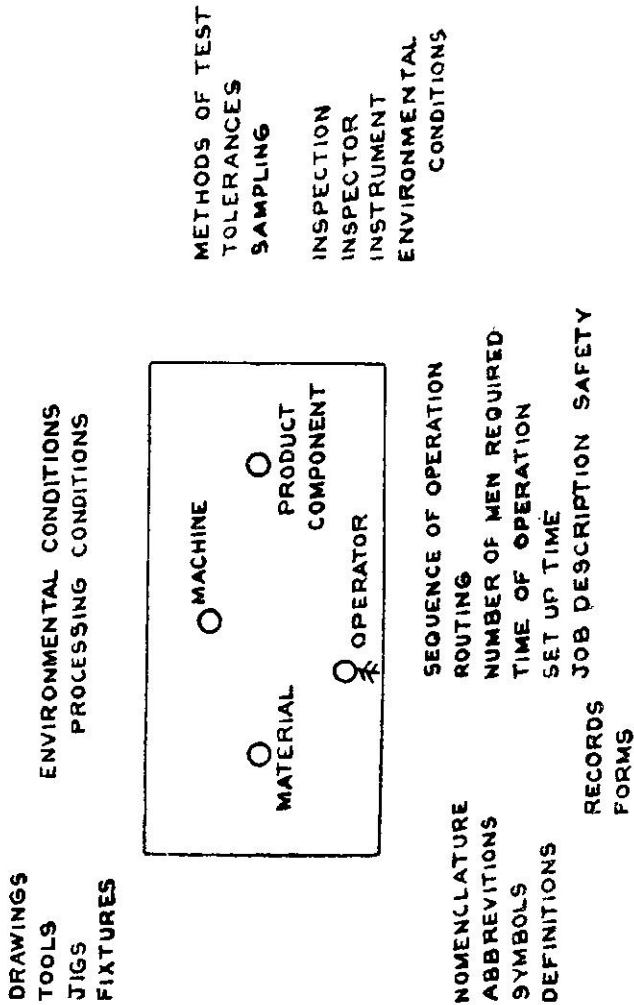 DRAWINGS
TOOLS
JIGS
FIXTURES
ENVIRONMENTAL CONDITIONS
PROCESSING CONDITIONS
METHODS OF TEST
TOLERANCES
SAMPLING
INSPECTION
INSPECTOR
INSTRUMENT
ENVIRONMENTAL
CONDITIONS
MACHINE
MATERIAL
PRODUCT
COMPONENT
OPERATOR
NOMENCLATURE
ABBREVITIONS
SYMBOLS
DEFINITIONS
SEQUENCE OF OPERATION
ROUTING
NUMBER OF MEN REQUIRED
TIME OF OPERATION
SET UP TIME
JOB DESCRIPTION SAFETY
RECORDS
FORMS